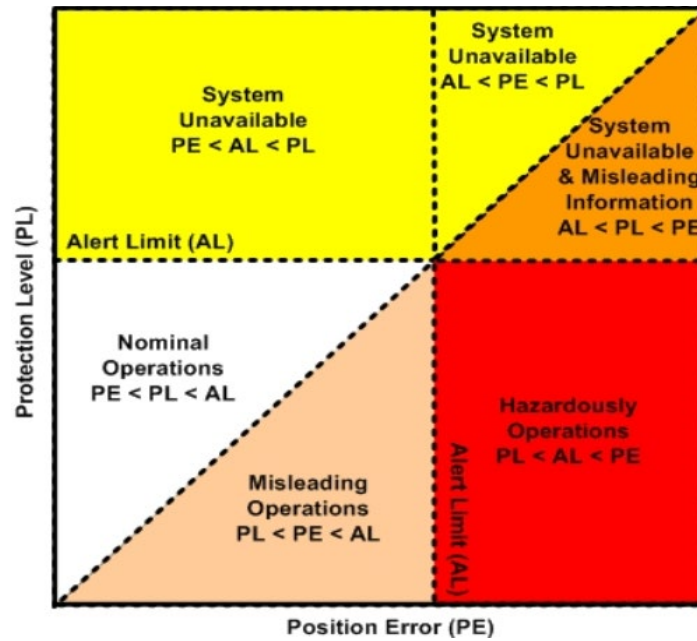 System
Unavailable
PE < AL < PL
System
Unavailable
AL < PE < PL
System
Unavailable
& Misleading
Information
AL < PL < PE
Alert Limit (AL)
Protection Level (PL)
Nominal
Operations
PE < PL < AL
Misleading
Operations
PL < PE < AL
Hazardously
Operations
PL < AL < PE
Alert Limit (AL)
Position Error (PE)